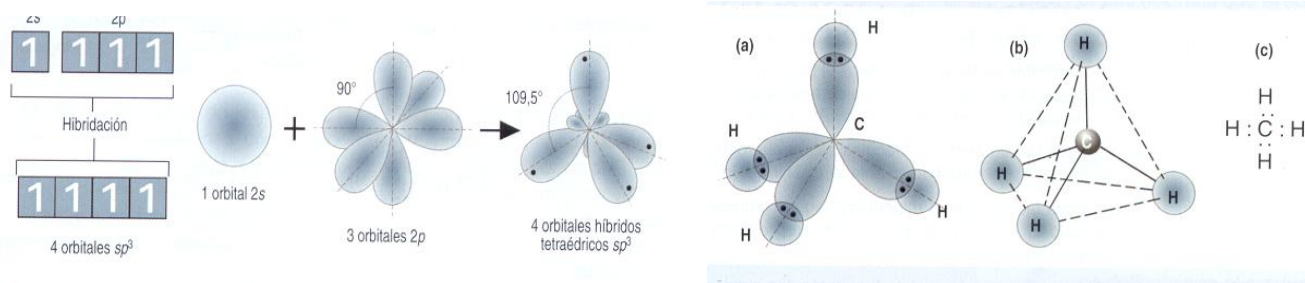 2s 2p
1 1 1 1
Hibridación
1 1 1 1
4 orbitales sp³
1 orbital 2s
+
90°
3 orbitales 2p
109,5°
4 orbitales híbridos
tetraédricos sp³
(a)
H
C
H
H
H
(b)
H
C
H
H
H
(c)
H
H : C : H
H